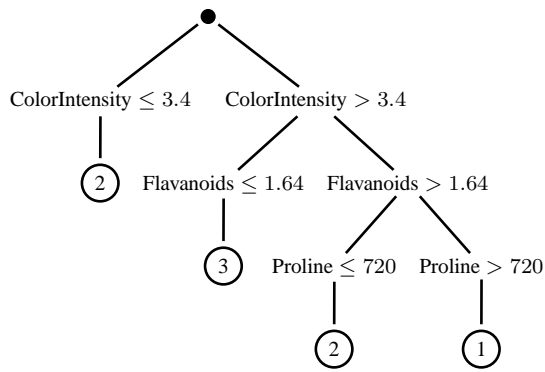 ColorIntensity ≤ 3.4 ColorIntensity > 3.4
2 Flavanoids ≤ 1.64 Flavanoids > 1.64
3 Proline ≤ 720 Proline > 720
2 1